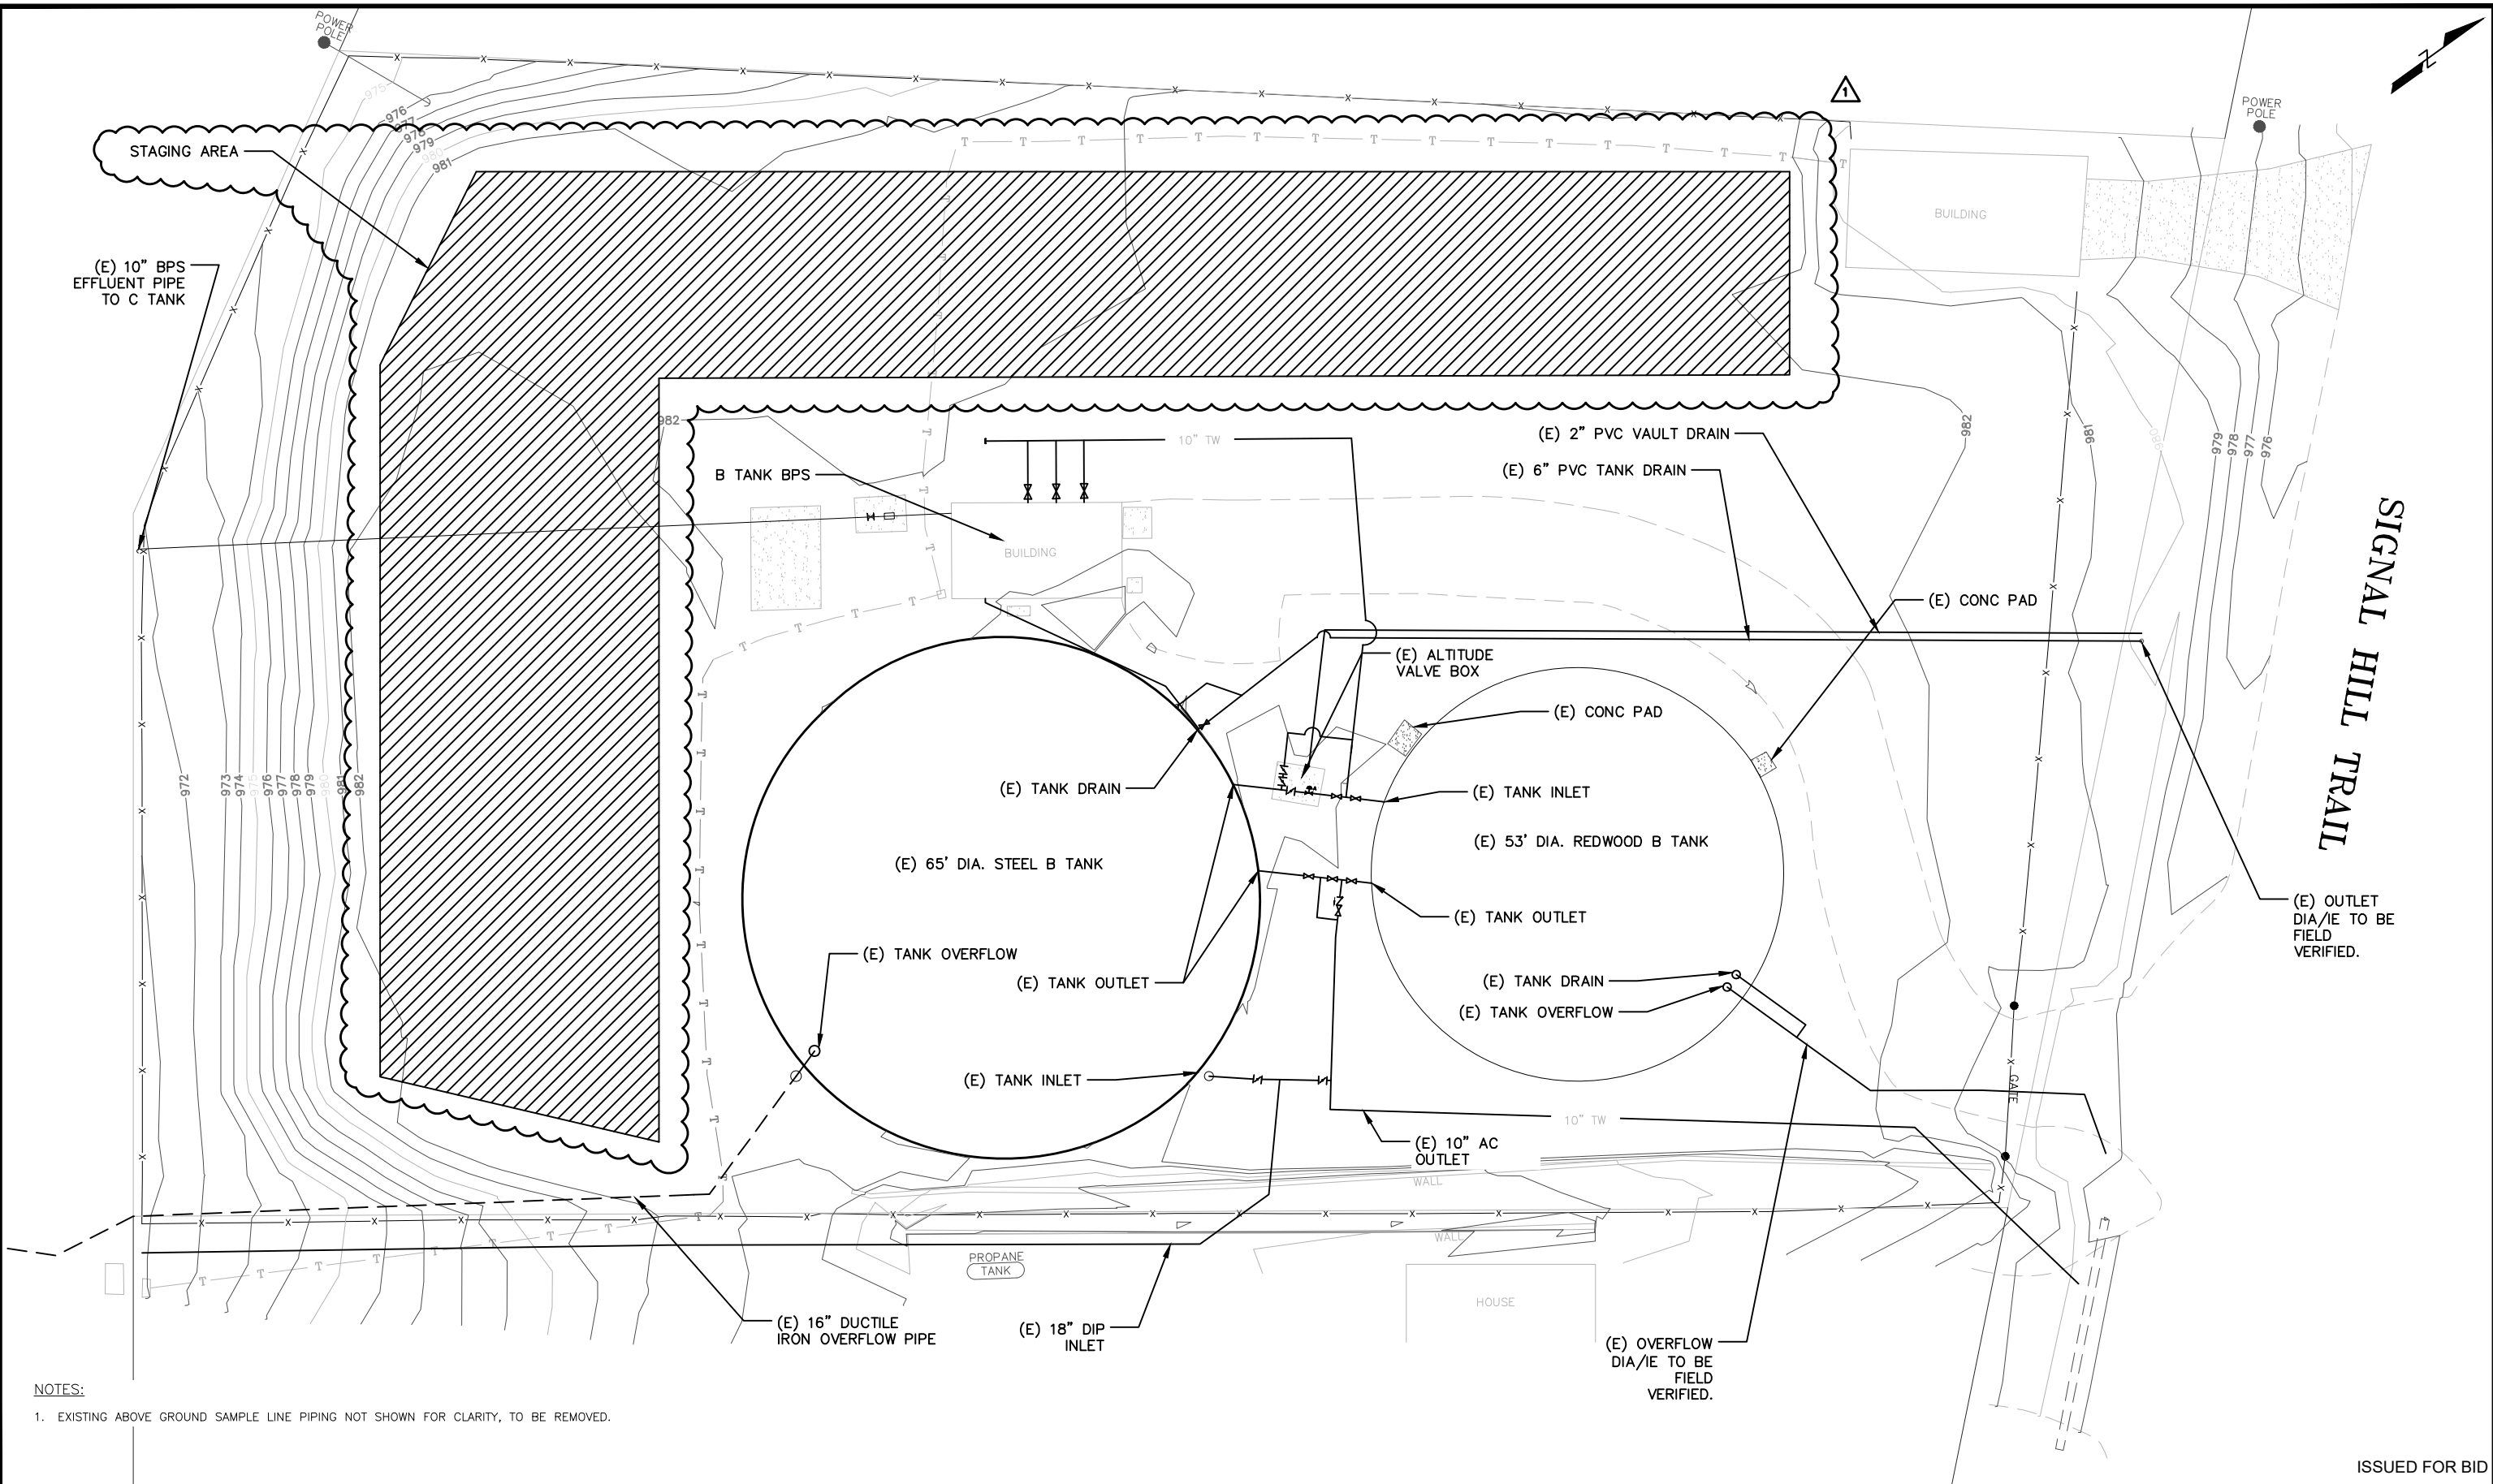 POWER
POLE
N
1
POWER
POLE
975
976
977
978
979
980
981
STAGING AREA
BUILDING
(E) 10" BPS
EFFLUENT PIPE
TO C TANK
982
10" TW
(E) 2" PVC VAULT DRAIN
982
981
980
979
978
977
976
B TANK BPS
(E) 6" PVC TANK DRAIN
BUILDING
SIGNAL HILL TRAIL
(E) CONC PAD
(E) ALTITUDE
VALVE BOX
(E) CONC PAD
972
973
974
975
976
977
978
979
980
981
982
(E) TANK DRAIN
(E) TANK INLET
(E) 65' DIA. STEEL B TANK
(E) 53' DIA. REDWOOD B TANK
(E) TANK OUTLET
(E) OUTLET
DIA/IE TO BE
FIELD
VERIFIED.
(E) TANK OVERFLOW
(E) TANK OUTLET
(E) TANK DRAIN
(E) TANK OVERFLOW
(E) TANK INLET
GATE
10" TW
(E) 10" AC
OUTLET
WALL
WALL
PROPANE
TANK
HOUSE
(E) 16" DUCTILE
IRON OVERFLOW PIPE
(E) 18" DIP
INLET
(E) OVERFLOW
DIA/IE TO BE
FIELD
VERIFIED.
NOTES:
1. EXISTING ABOVE GROUND SAMPLE LINE PIPING NOT SHOWN FOR CLARITY, TO BE REMOVED.
ISSUED FOR BID